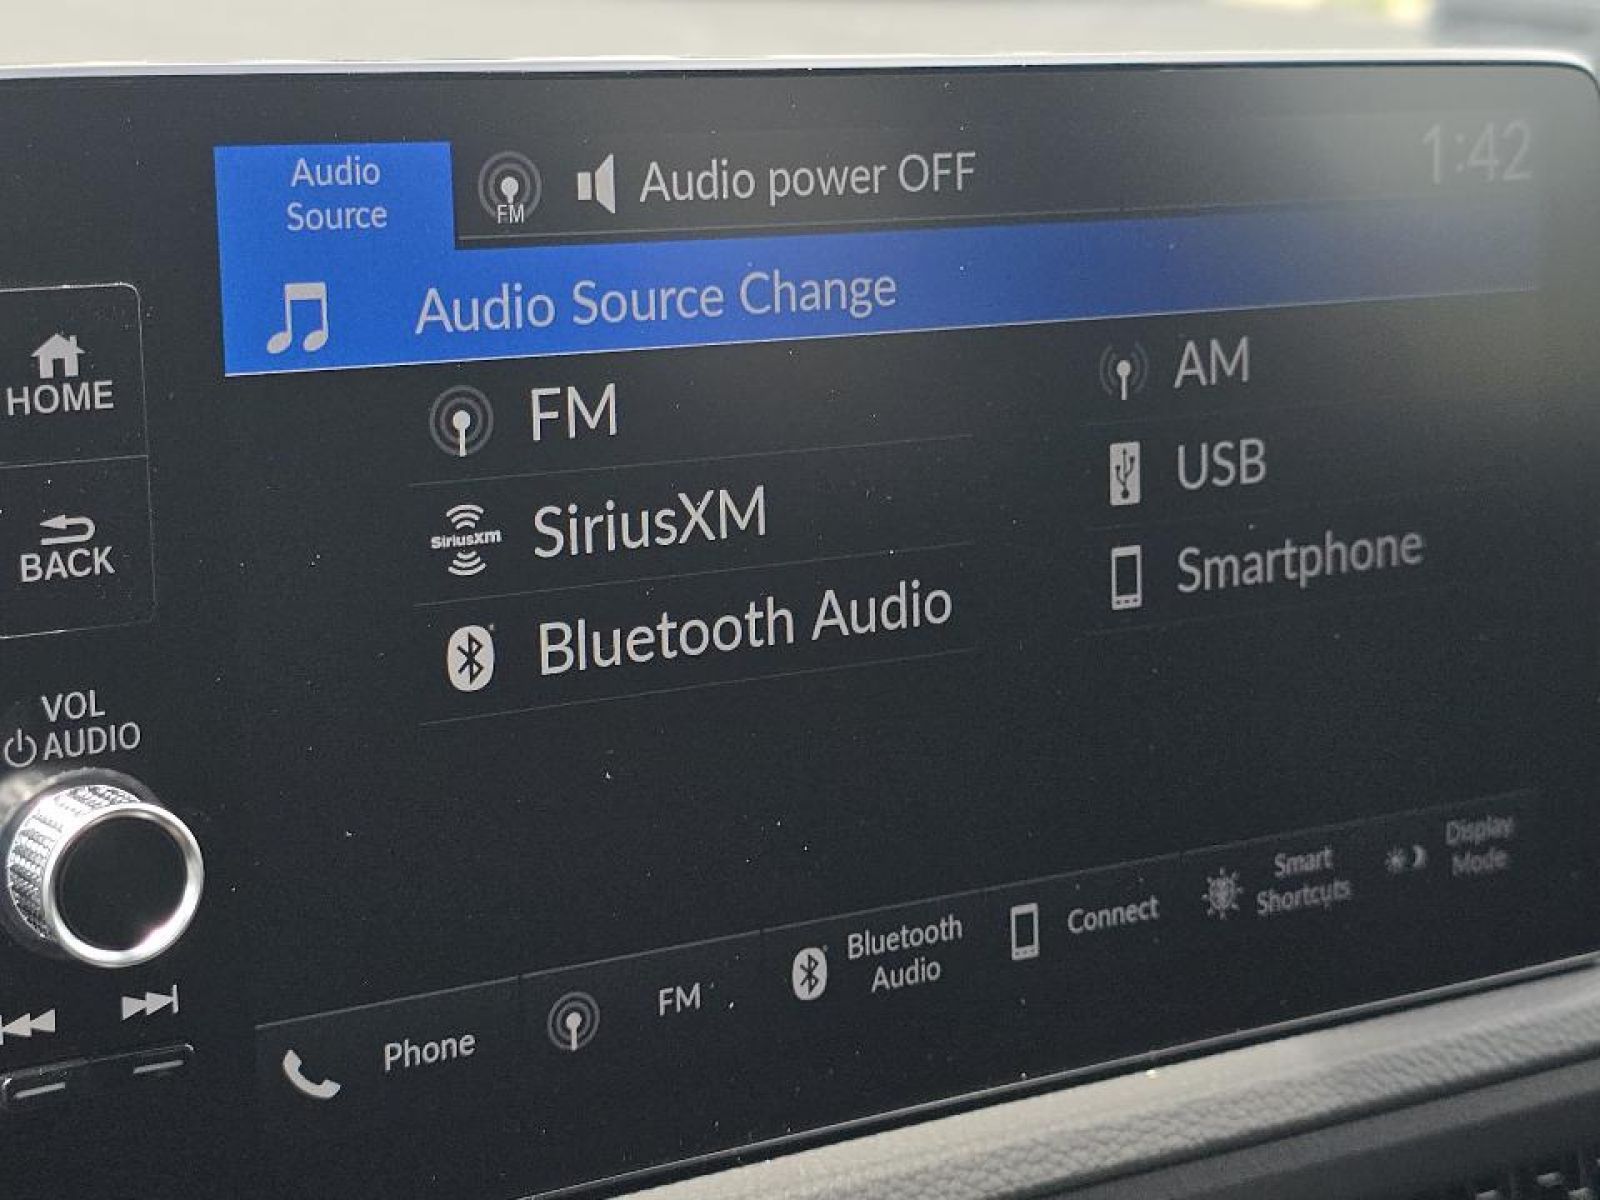 Audio
Source
FM
Audio power OFF
1:42
Audio Source Change
HOME
FM
AM
SiriusXM
SiriusXM
USB
BACK
Bluetooth Audio
Smartphone
VOL
AUDIO
Phone
FM
Bluetooth
Audio
Connect
Smart
Shortcuts
Display
Mode